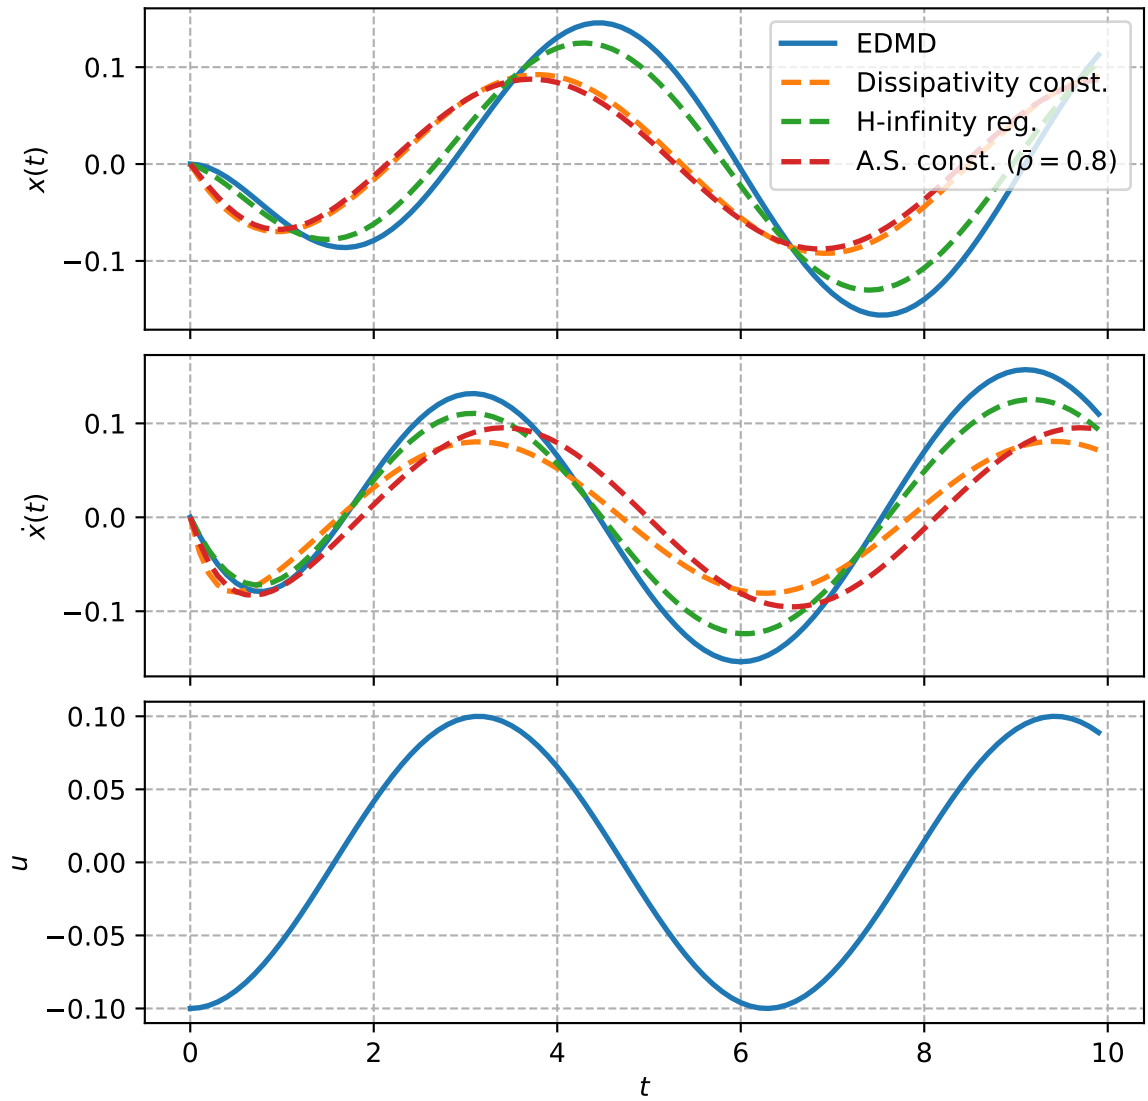 EDMD
Dissipativity const.
H-infinity reg.
A.S. const. (ρ̄ = 0.8)
x(t)
0.1
0.0
−0.1
ẋ(t)
0.1
0.0
−0.1
u
0.10
0.05
0.00
−0.05
−0.10
0 2 4 6 8 10
t